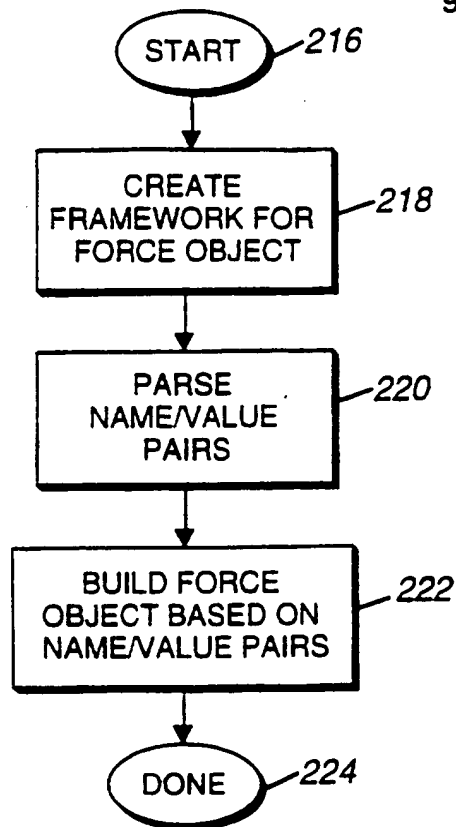 START
216
CREATE
FRAMEWORK FOR
FORCE OBJECT
218
PARSE
NAME/VALUE
PAIRS
220
BUILD FORCE
OBJECT BASED ON
NAME/VALUE PAIRS
222
DONE
224